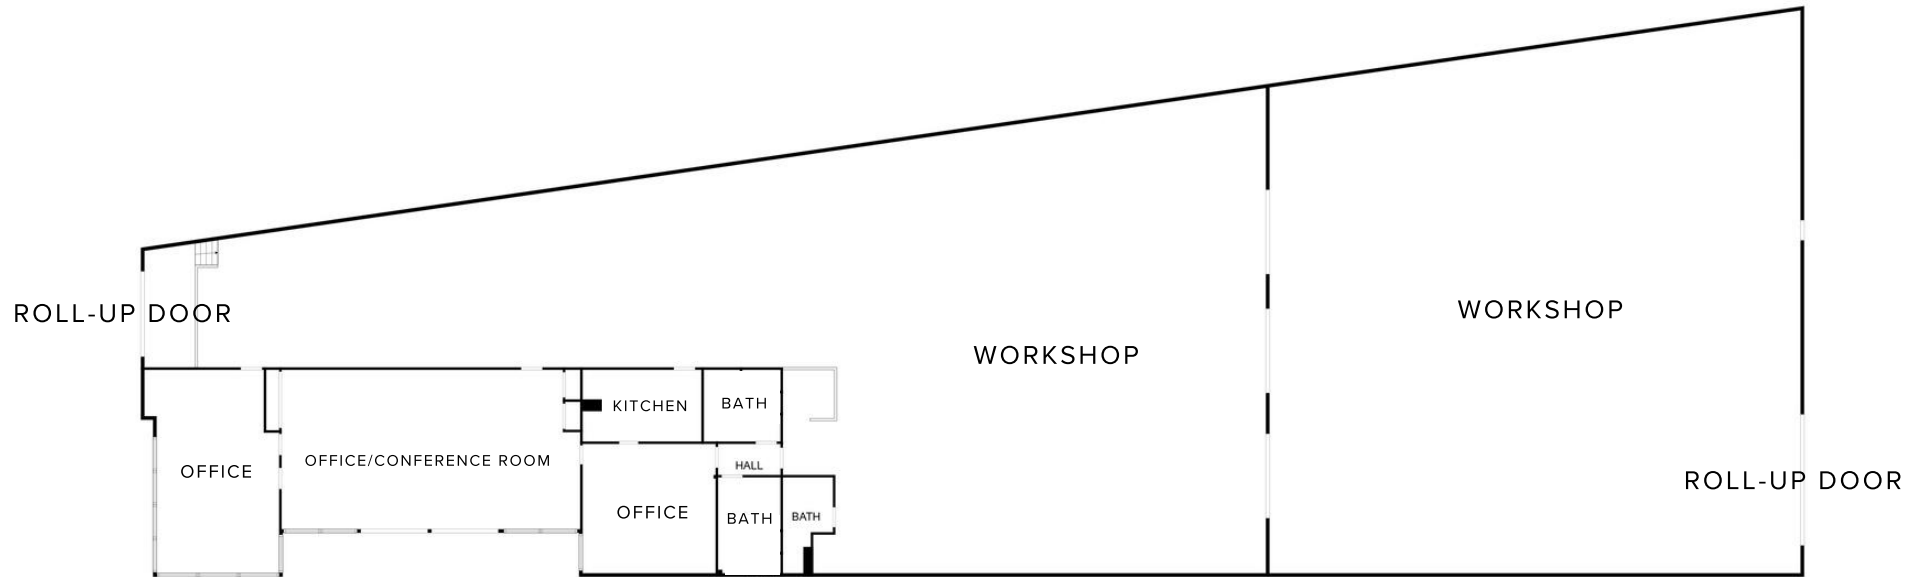 ROLL-UP DOOR
WORKSHOP
WORKSHOP
KITCHEN
BATH
OFFICE
OFFICE/CONFERENCE ROOM
HALL
OFFICE
BATH
BATH
ROLL-UP DOOR